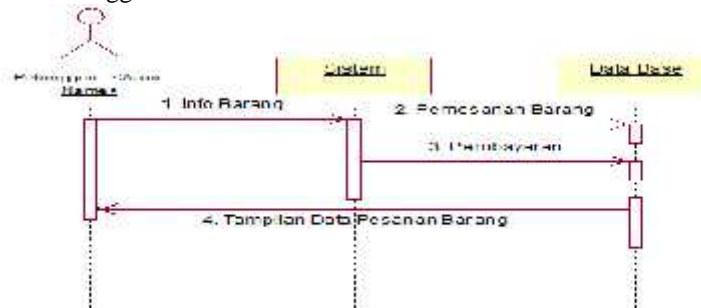 Sistem
Data Base
1. Info Barang
2. Pemesanan Barang
3. Pembayaran
4. Tampilan Data Pesanan Barang